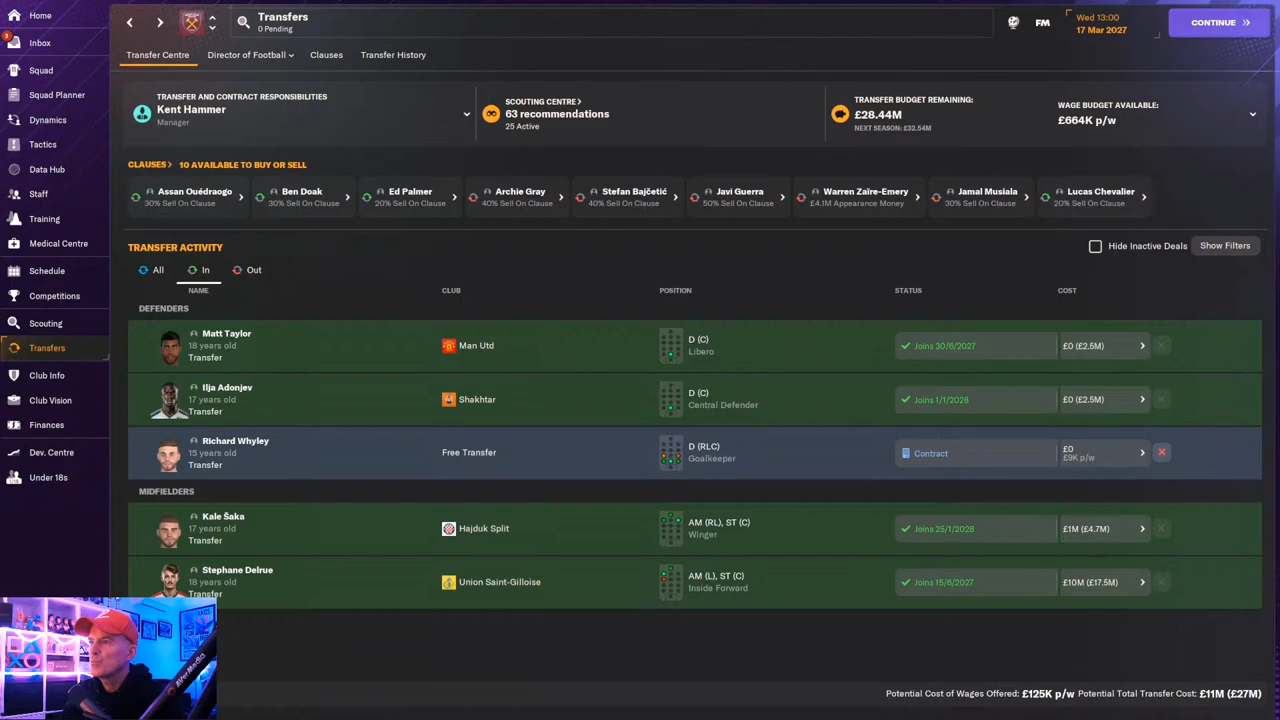 Home
3
Inbox
Squad
Squad Planner
Dynamics
Tactics
Data Hub
Staff
Training
Medical Centre
Schedule
Competitions
Scouting
Transfers
Club Info
Club Vision
Finances
Dev. Centre
Under 18s
Transfers
0 Pending
FM
Wed 13:00
17 Mar 2027
CONTINUE
Transfer Centre
Director of Football
Clauses
Transfer History
TRANSFER AND CONTRACT RESPONSIBILITIES
Kent Hammer
Manager
SCOUTING CENTRE>
63 recommendations
25 Active
TRANSFER BUDGET REMAINING:
£28.44M
NEXT SEASON: £32.54M
WAGE BUDGET AVAILABLE:
£664K p/w
CLAUSES> 10 AVAILABLE TO BUY OR SELL
Assan Ouédraogo
30% Sell On Clause
Ben Doak
30% Sell On Clause
Ed Palmer
20% Sell On Clause
Archie Gray
40% Sell On Clause
Stefan Bajčetić
40% Sell On Clause
Javi Guerra
50% Sell On Clause
Warren Zaïre-Emery
£4.1M Appearance Money
Jamal Musiala
30% Sell On Clause
Lucas Chevalier
20% Sell On Clause
TRANSFER ACTIVITY
Hide Inactive Deals
Show Filters
All
In
Out
NAME CLUB POSITION STATUS COST
DEFENDERS
Matt Taylor
18 years old
Transfer
Man Utd
D (C)
Libero
Joins 30/6/2027
£0 (£2.5M)
Ilja Adonjev
17 years old
Transfer
Shakhtar
D (C)
Central Defender
Joins 1/1/2028
£0 (£2.5M)
Richard Whyley
15 years old
Transfer
Free Transfer
D (RLC)
Goalkeeper
Contract
£0
£9K p/w
MIDFIELDERS
Kale Šaka
17 years old
Transfer
Hajduk Split
AM (RL), ST (C)
Winger
Joins 25/1/2028
£1M (£4.7M)
Stephane Delrue
18 years old
Transfer
Union Saint-Gilloise
AM (L), ST (C)
Inside Forward
Joins 15/6/2027
£10M (£17.5M)
AVerMedia
Potential Cost of Wages Offered: £125K p/w Potential Total Transfer Cost: £11M (£27M)